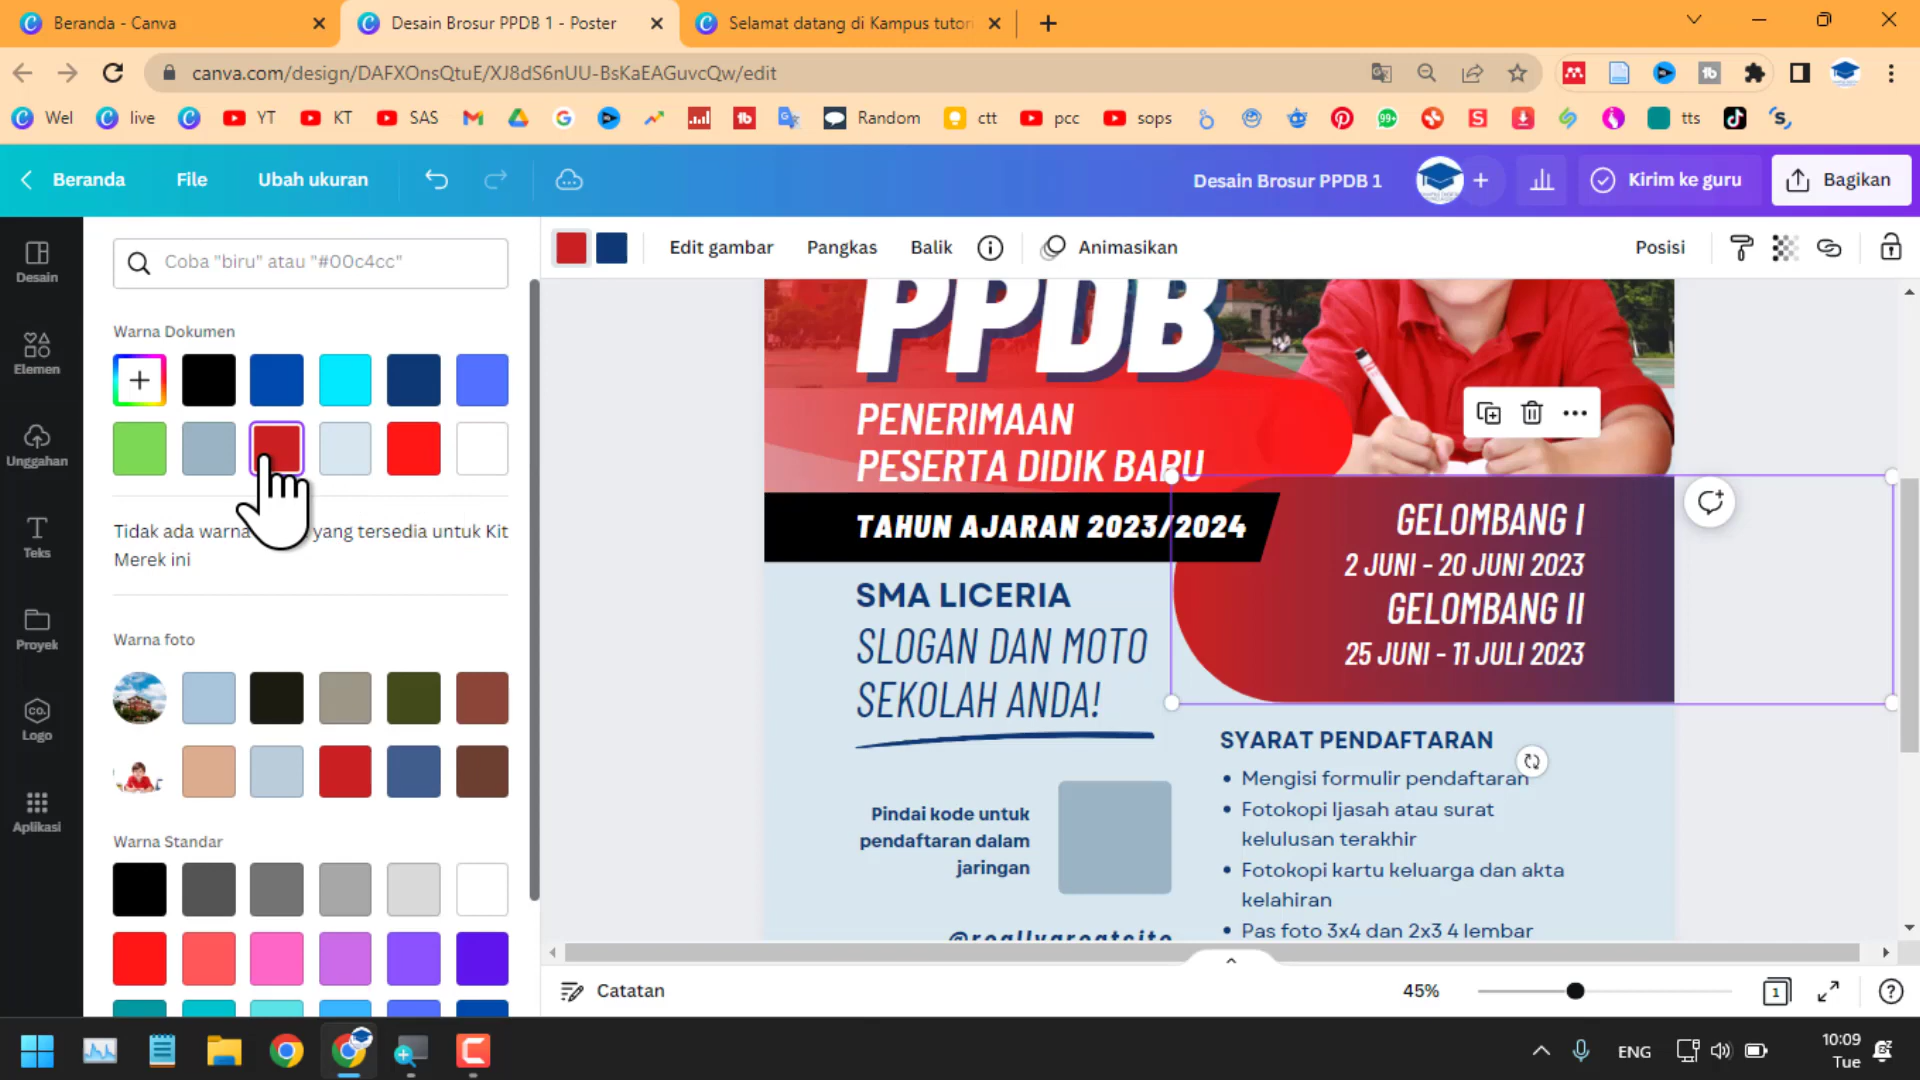 Beranda - Canva
Desain Brosur PPDB 1 - Poster
Selamat datang di Kampus tutor
canva.com/design/DAFXOnsQtuE/XJ8dS6nUU-BsKaEAGuvcQw/edit
Wel
live
YT
KT
SAS
Random
ctt
pcc
sops
tts
Beranda
File
Ubah ukuran
Desain Brosur PPDB 1
Kirim ke guru
Bagikan
Desain
Elemen
Unggahan
Teks
Proyek
Logo
Aplikasi
Coba "biru" atau "#00c4cc"
Warna Dokumen
Tidak ada warna yang tersedia untuk Kit
Merek ini
Warna foto
Warna Standar
Edit gambar
Pangkas
Balik
Animasikan
Posisi
PPDB
PENERIMAAN
PESERTA DIDIK BARU
TAHUN AJARAN 2023/2024
GELOMBANG I
2 JUNI - 20 JUNI 2023
GELOMBANG II
25 JUNI - 11 JULI 2023
SMA LICERIA
SLOGAN DAN MOTO
SEKOLAH ANDA!
Pindai kode untuk
pendaftaran dalam
jaringan
SYARAT PENDAFTARAN
• Mengisi formulir pendaftaran
• Fotokopi Ijasah atau surat
kelulusan terakhir
• Fotokopi kartu keluarga dan akta
kelahiran
• Pas foto 3x4 dan 2x3 4 lembar
@reallygreatsite
Catatan
45%
1
ENG
10:09
Tue